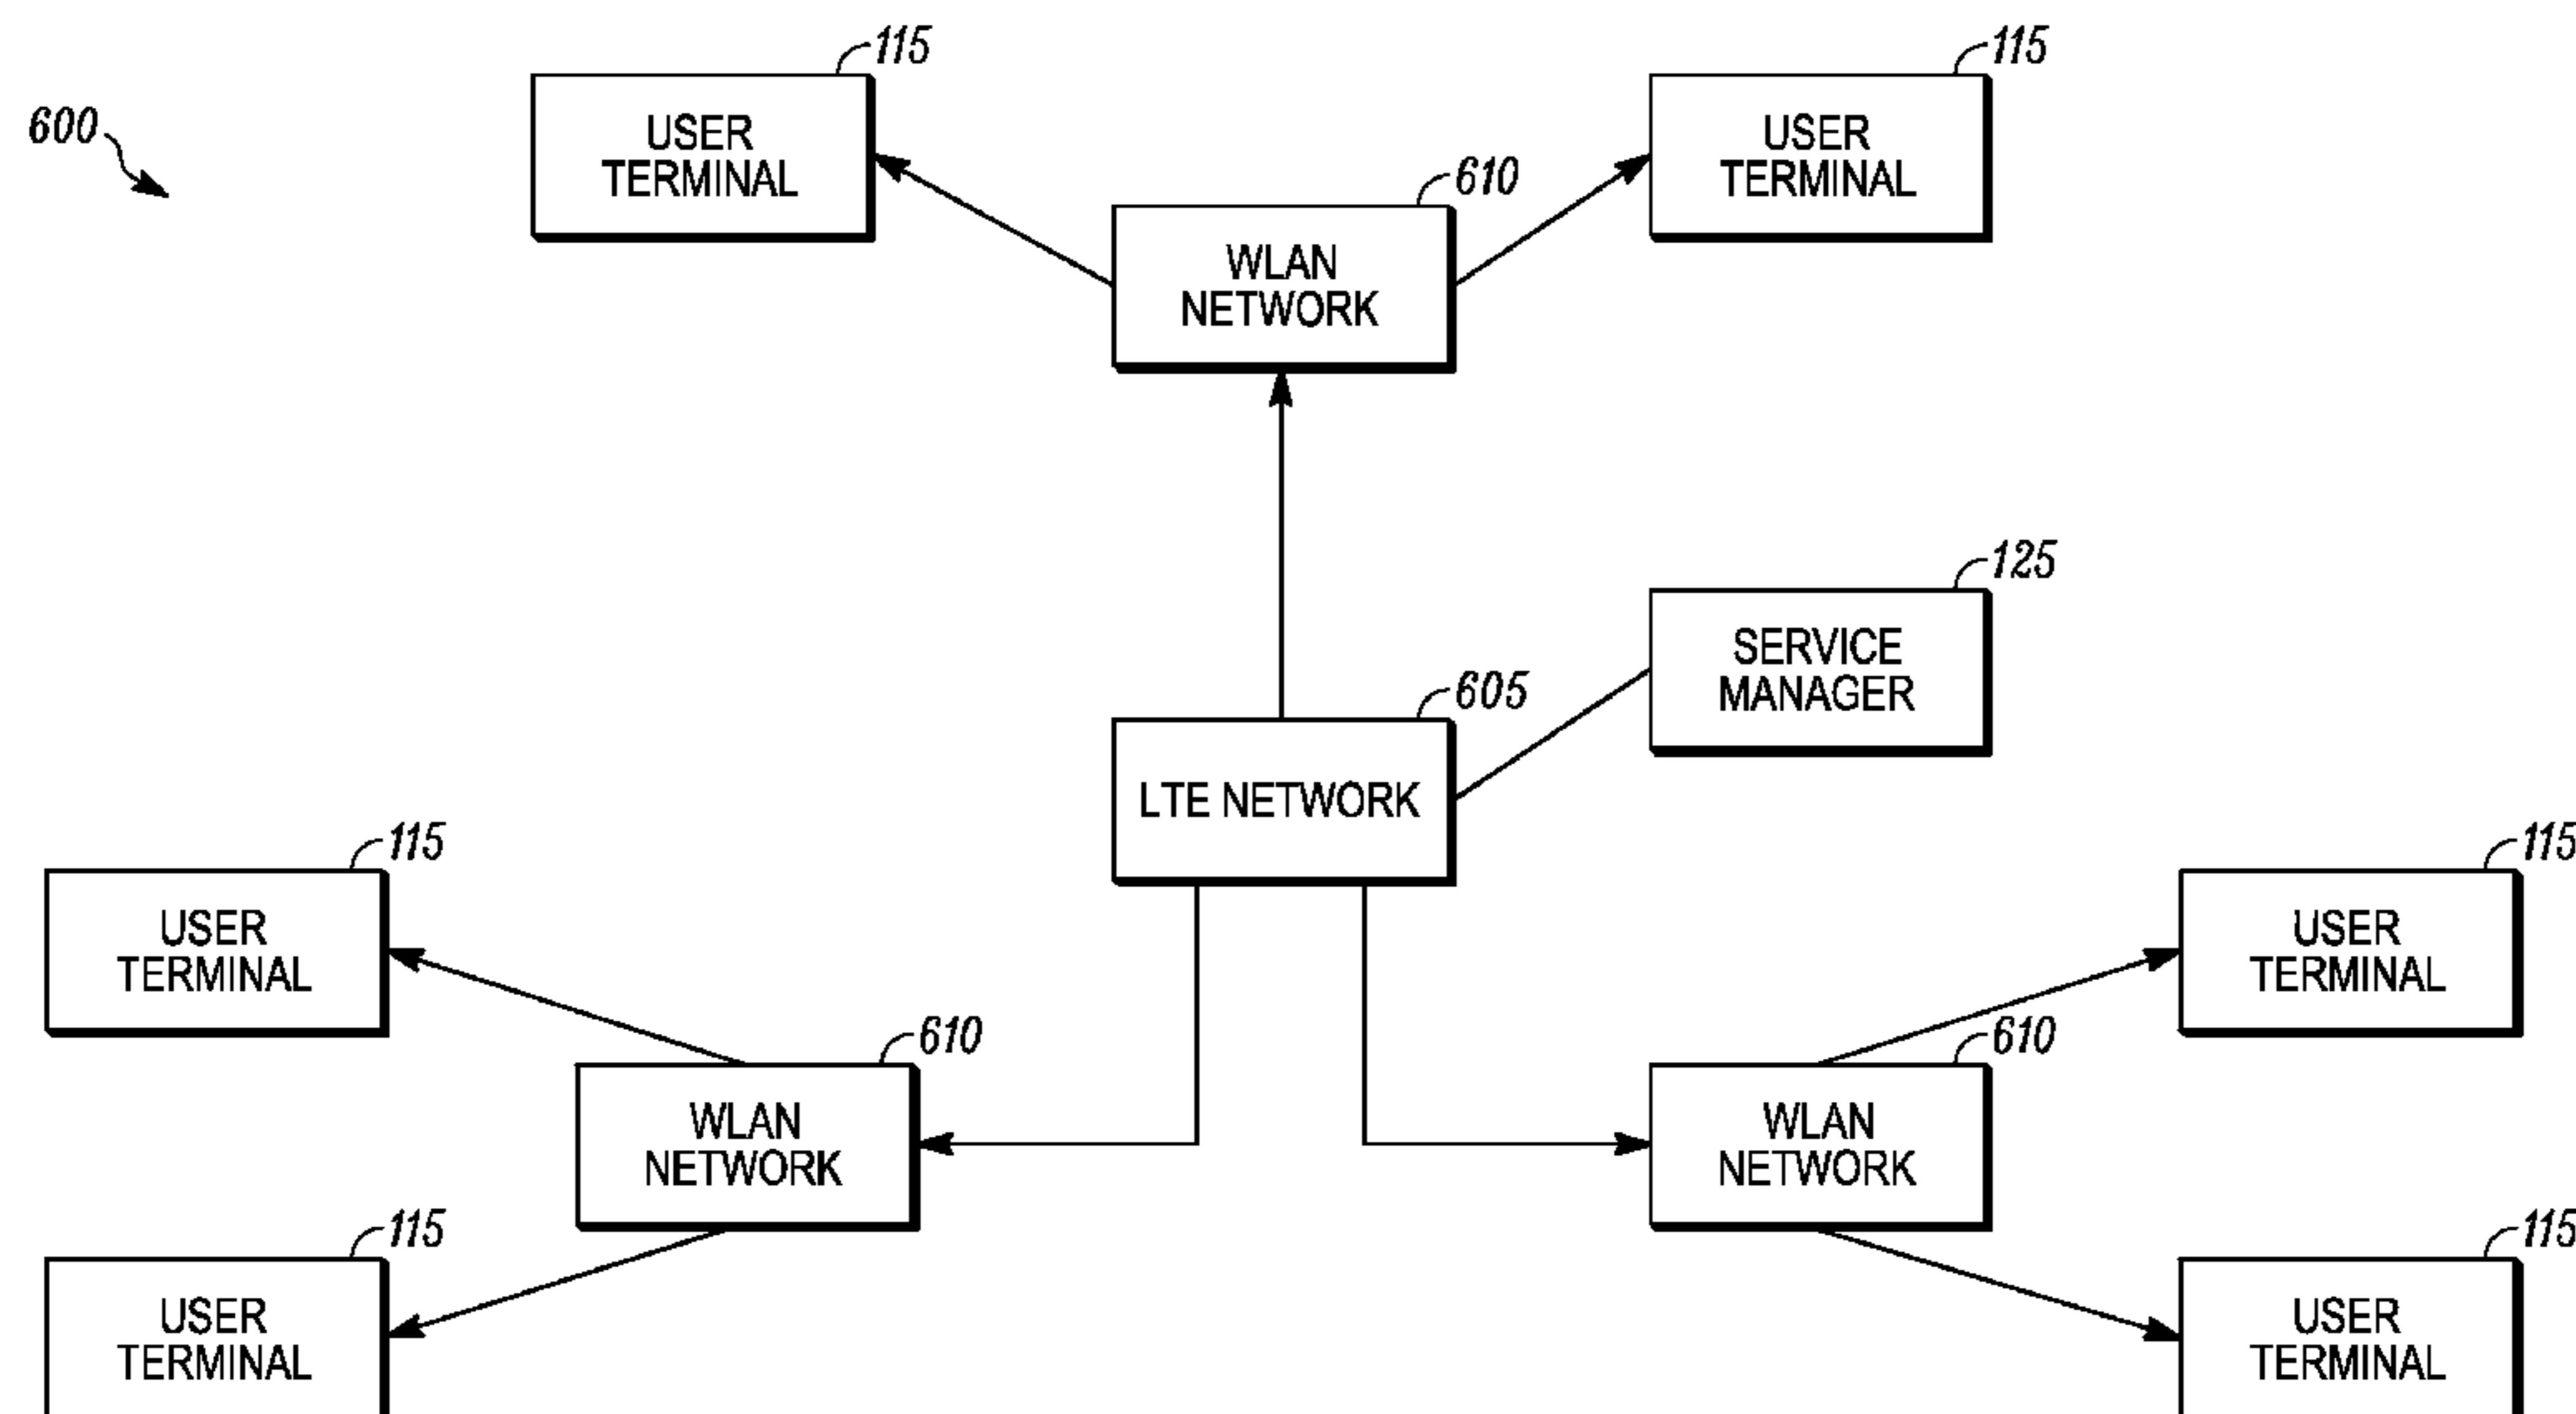 115
115
600
USER
TERMINAL
USER
TERMINAL
610
WLAN
NETWORK
125
SERVICE
MANAGER
605
LTE NETWORK
115
115
USER
TERMINAL
USER
TERMINAL
610
610
WLAN
NETWORK
WLAN
NETWORK
115
115
USER
TERMINAL
USER
TERMINAL